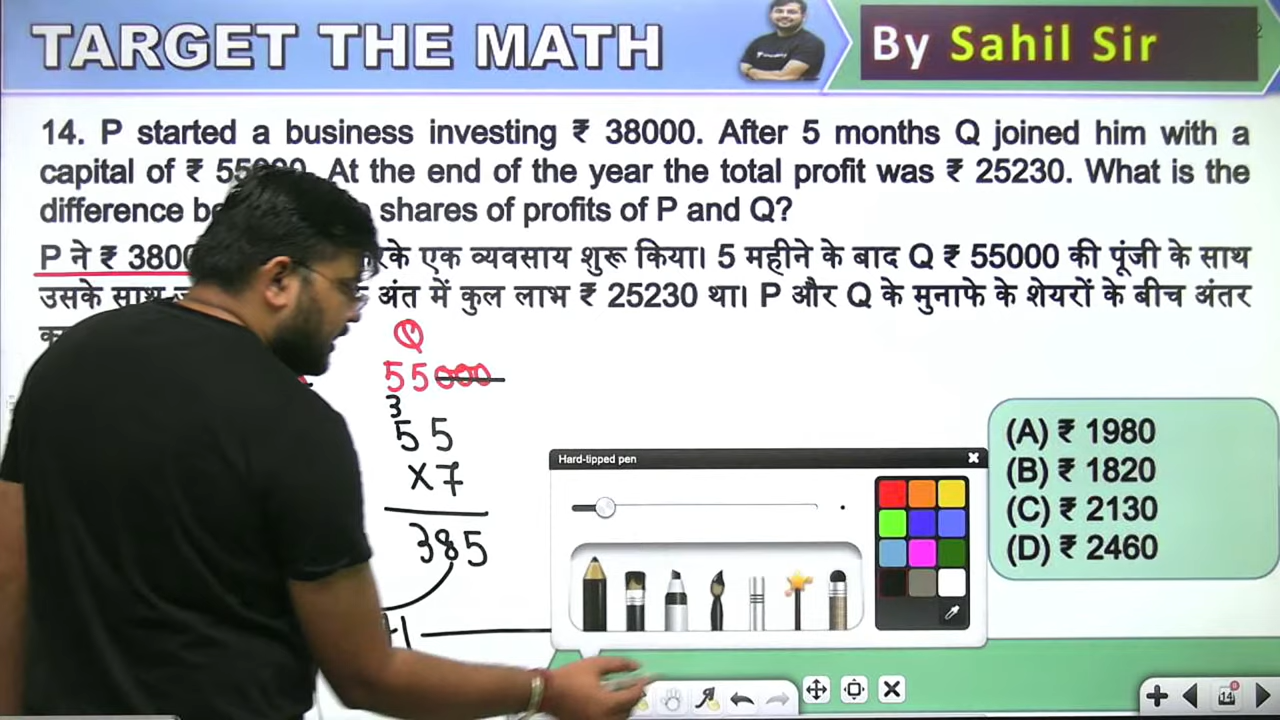 TARGET THE MATH
By Sahil Sir
14. P started a business investing ₹ 38000. After 5 months Q joined him with a
capital of ₹ At the end of the year the total profit was ₹ 25230. What is the
difference shares of profits of P and Q?
P ने ₹ एक व्यवसाय शुरू किया। 5 महीने के बाद Q ₹ 55000 की पूंजी के साथ
उसके साथ अंत में कुल लाभ ₹ 25230 था। P और Q के मुनाफे के शेयरों के बीच अंतर
Q
55000
3
55
×7
385
(A) ₹ 1980
(B) ₹ 1820
(C) ₹ 2130
(D) ₹ 2460
Hard-tipped pen
14